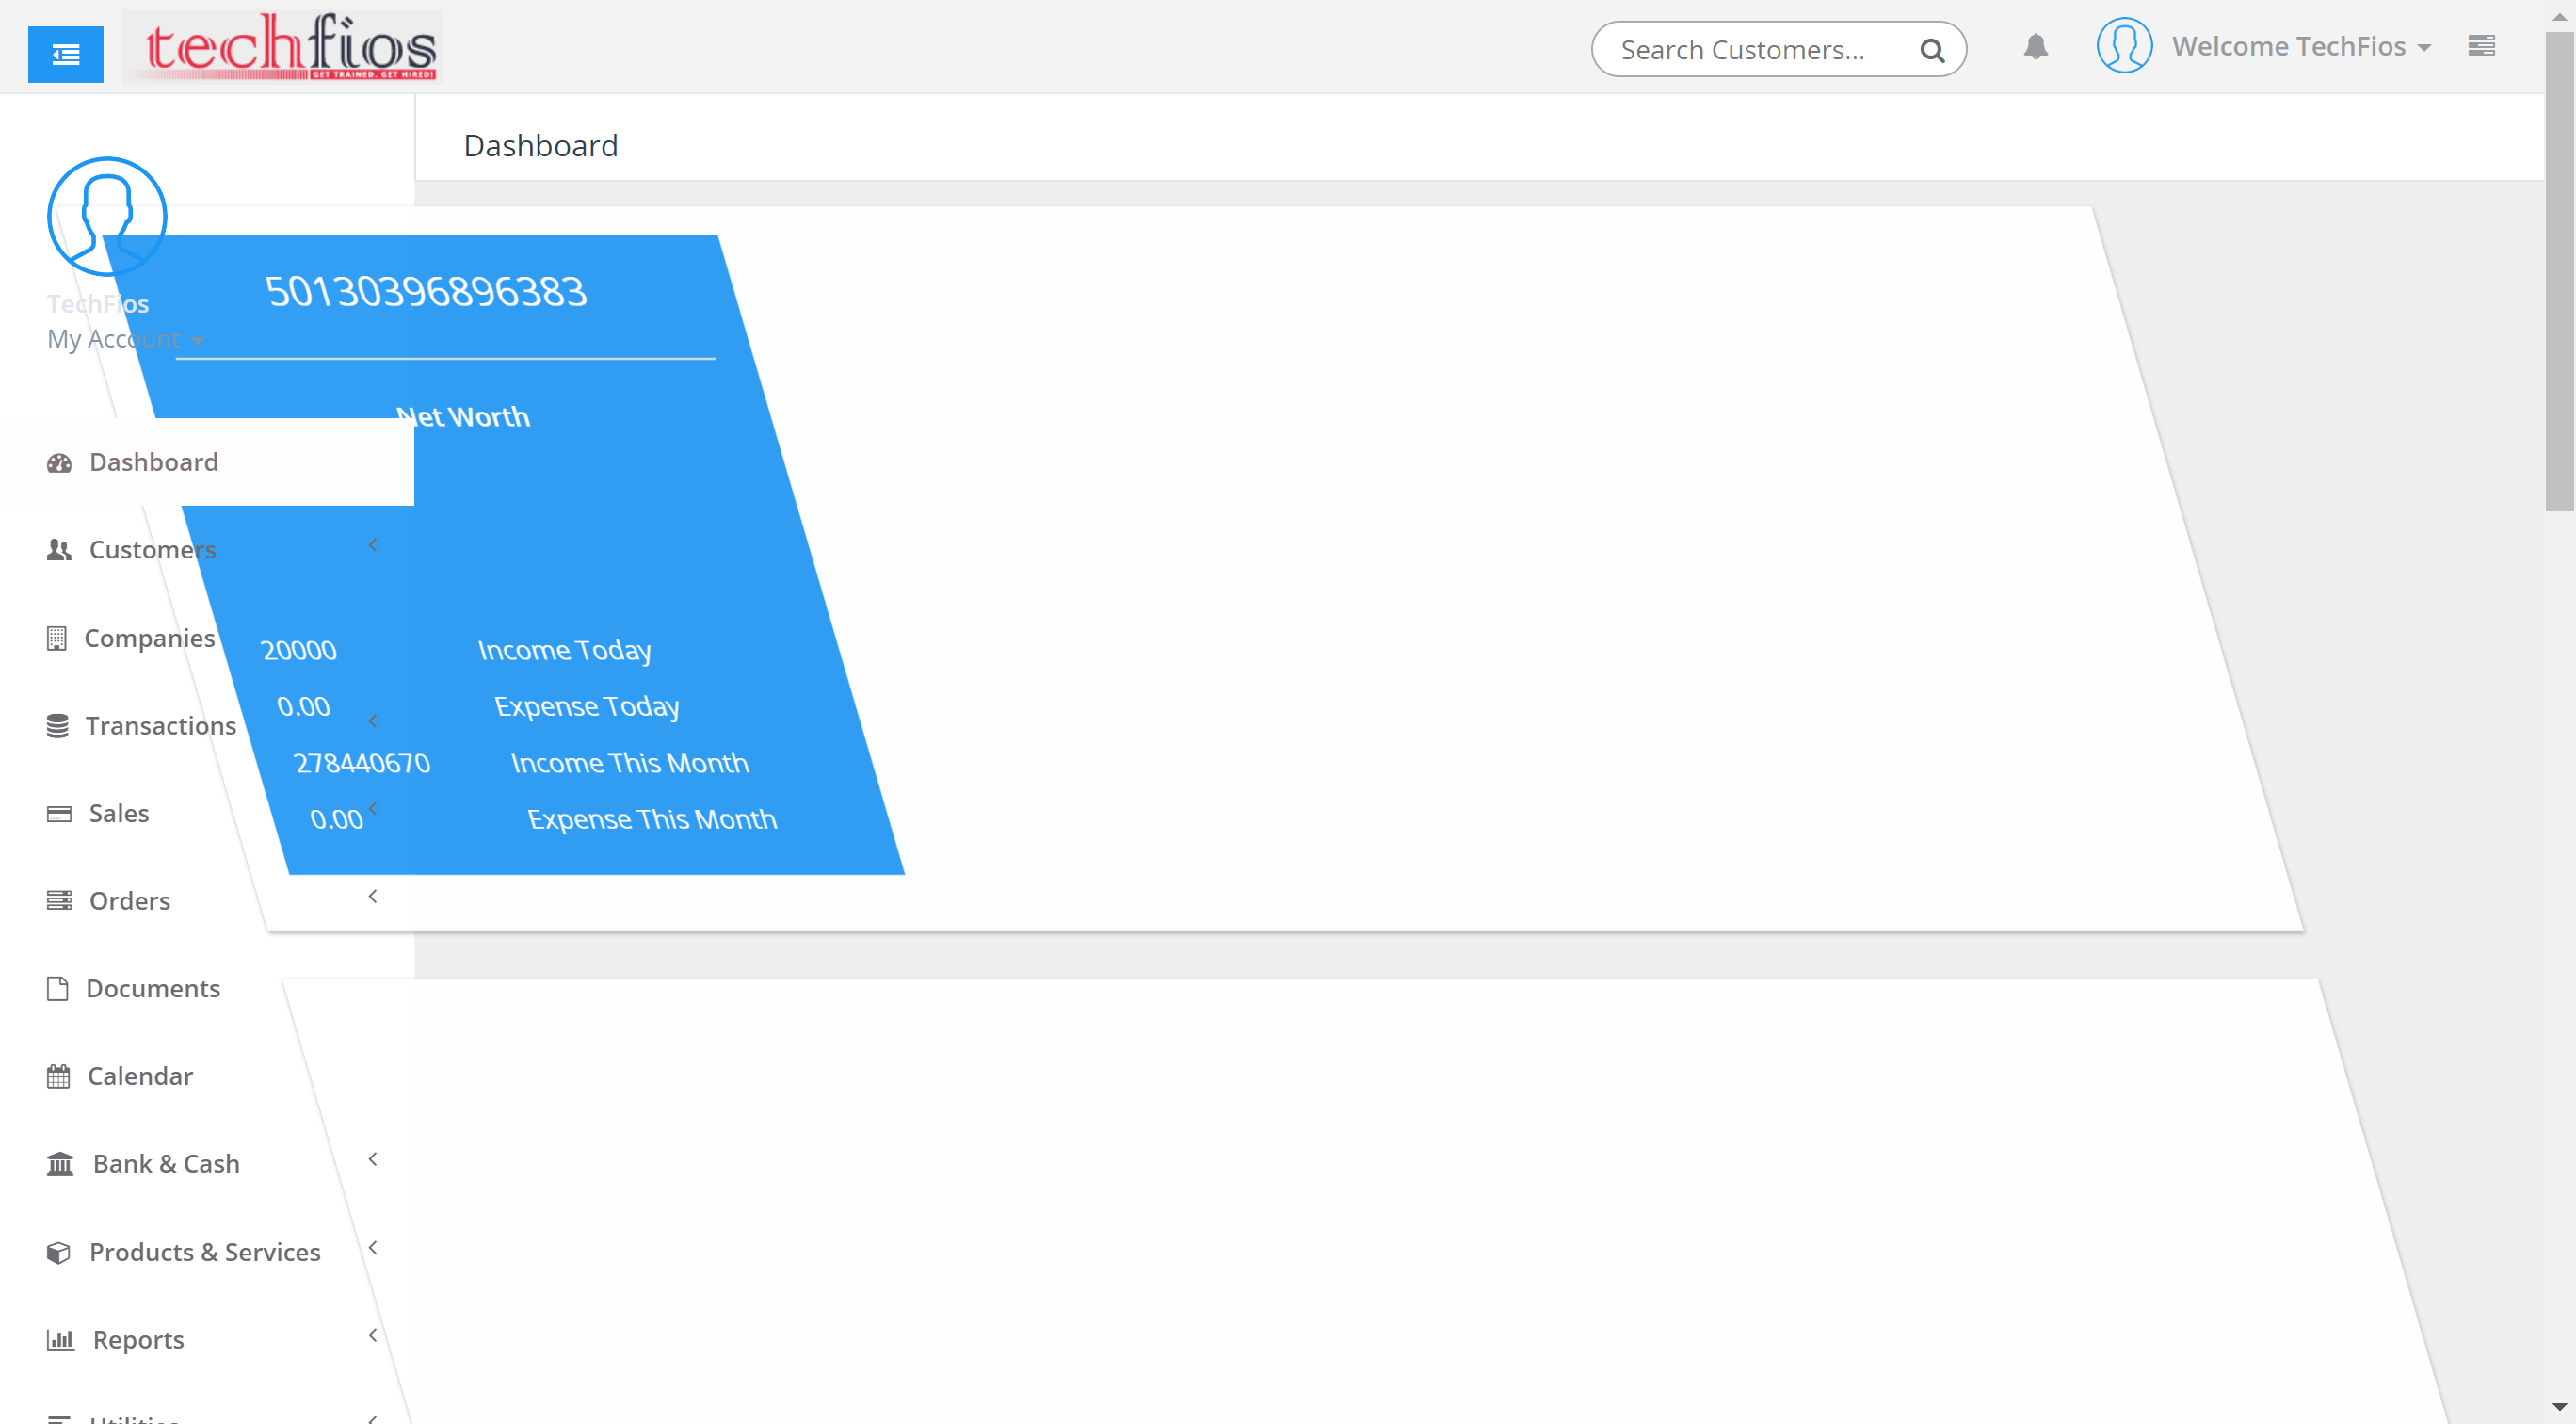 techfios
GET TRAINED. GET HIRED!
Search Customers...
Welcome TechFios
Dashboard
TechFios
My Account
50130396896383
Net Worth
20000 Income Today
0.00 Expense Today
278440670 Income This Month
0.00 Expense This Month
Dashboard
Customers
Companies
Transactions
Sales
Orders
Documents
Calendar
Bank & Cash
Products & Services
Reports
Utilities